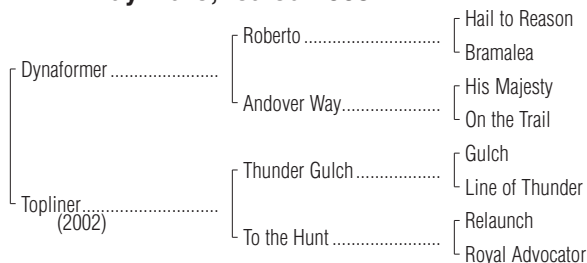 Roberto
Hail to Reason
Bramalea
Dynaformer
Andover Way
His Majesty
On the Trail
Thunder Gulch
Gulch
Line of Thunder
Topliner
(2002)
To the Hunt
Relaunch
Royal Advocator